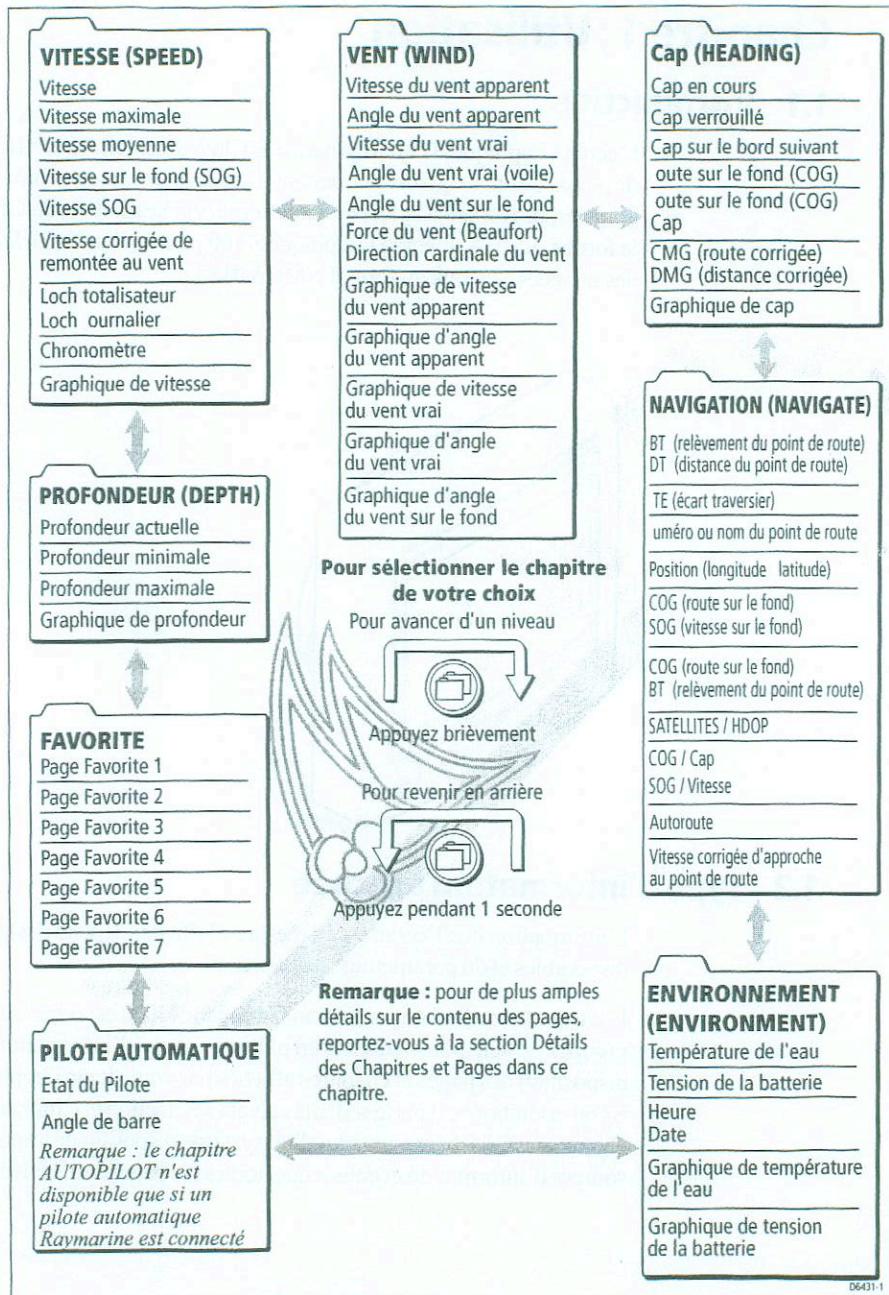 VITESSE (SPEED)
Vitesse
Vitesse maximale
Vitesse moyenne
Vitesse sur le fond (SOG)
Vitesse SOG
Vitesse corrigée de
remontée au vent
Loch totalisateur
Loch ournalier
Chronomètre
Graphique de vitesse
VENT (WIND)
Vitesse du vent apparent
Angle du vent apparent
Vitesse du vent vrai
Angle du vent vrai (voile)
Angle du vent sur le fond
Force du vent (Beaufort)
Direction cardinale du vent
Graphique de vitesse
du vent apparent
Graphique d'angle
du vent apparent
Graphique de vitesse
du vent vrai
Graphique d'angle
du vent vrai
Graphique d'angle
du vent sur le fond
Cap (HEADING)
Cap en cours
Cap verrouillé
Cap sur le bord suivant
oute sur le fond (COG)
oute sur le fond (COG)
Cap
CMG (route corrigée)
DMG (distance corrigée)
Graphique de cap
PROFONDEUR (DEPTH)
Profondeur actuelle
Profondeur minimale
Profondeur maximale
Graphique de profondeur
NAVIGATION (NAVIGATE)
BT (relèvement du point de route)
DT (distance du point de route)
TE (écart traversier)
uméro ou nom du point de route
Position (longitude latitude)
COG (route sur le fond)
SOG (vitesse sur le fond)
COG (route sur le fond)
BT (relèvement du point de route)
SATELLITES / HDOP
COG / Cap
SOG / Vitesse
Autoroute
Vitesse corrigée d'approche
au point de route
Pour sélectionner le chapitre
de votre choix
Pour avancer d'un niveau
Appuyez brièvement
Pour revenir en arrière
Appuyez pendant 1 seconde
FAVORITE
Page Favorite 1
Page Favorite 2
Page Favorite 3
Page Favorite 4
Page Favorite 5
Page Favorite 6
Page Favorite 7
Remarque : pour de plus amples
détails sur le contenu des pages,
reportez-vous à la section Détails
des Chapitres et Pages dans ce
chapitre.
PILOTE AUTOMATIQUE
Etat du Pilote
Angle de barre
Remarque : le chapitre
AUTOPILOT n'est
disponible que si un
pilote automatique
Raymarine est connecté
ENVIRONNEMENT
(ENVIRONMENT)
Température de l'eau
Tension de la batterie
Heure
Date
Graphique de température
de l'eau
Graphique de tension
de la batterie
D6431-1